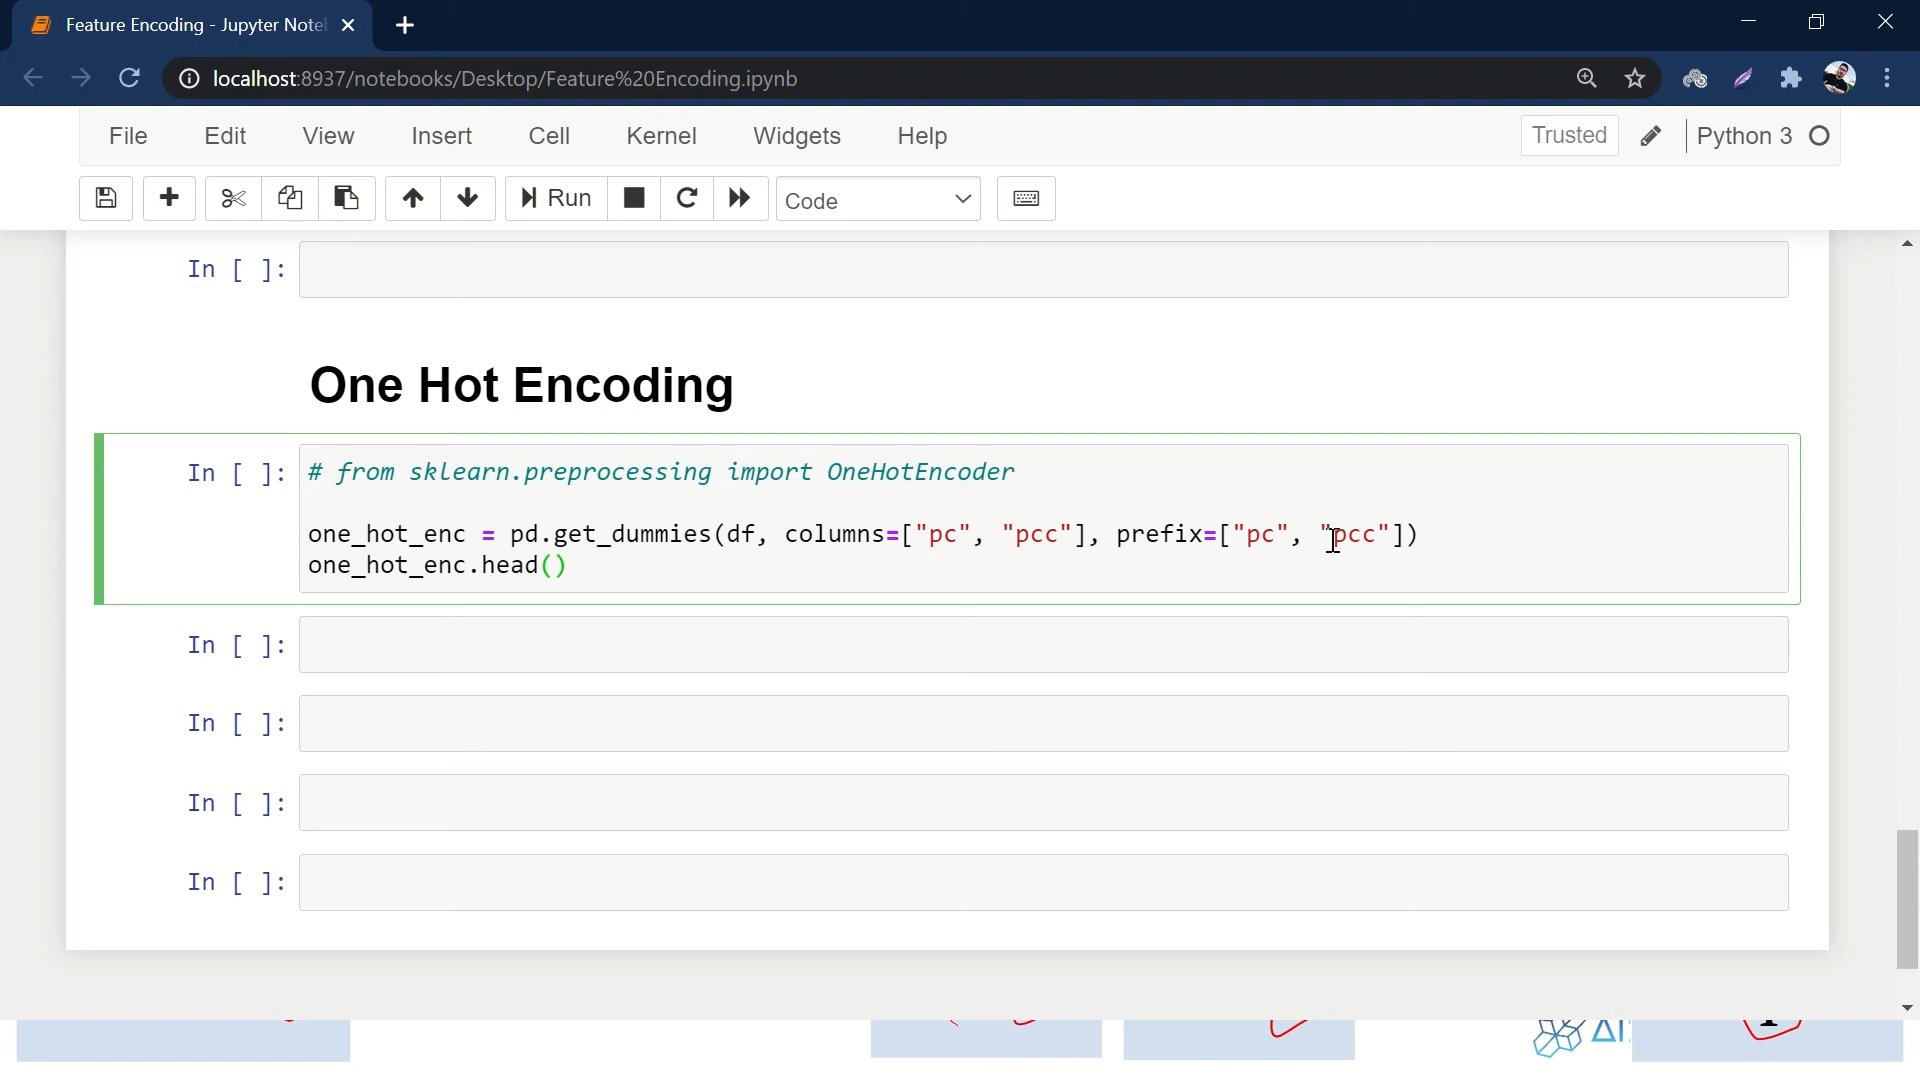 Feature Encoding - Jupyter Note
localhost:8937/notebooks/Desktop/Feature%20Encoding.ipynb
File Edit View Insert Cell Kernel Widgets Help Trusted Python 3
Run Code
In [ ]:
One Hot Encoding
In [ ]: # from sklearn.preprocessing import OneHotEncoder
one_hot_enc = pd.get_dummies(df, columns=["pc", "pcc"], prefix=["pc", "pcc"])
one_hot_enc.head()
In [ ]:
In [ ]:
In [ ]:
In [ ]: